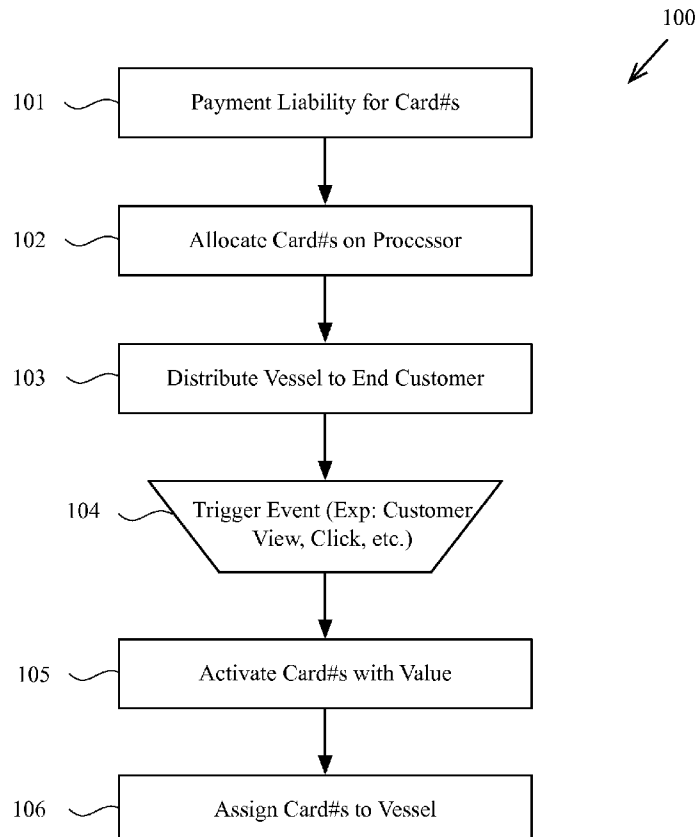 100
101
Payment Liability for Card#s
102
Allocate Card#s on Processor
103
Distribute Vessel to End Customer
104
Trigger Event (Exp: Customer
View, Click, etc.)
105
Activate Card#s with Value
106
Assign Card#s to Vessel